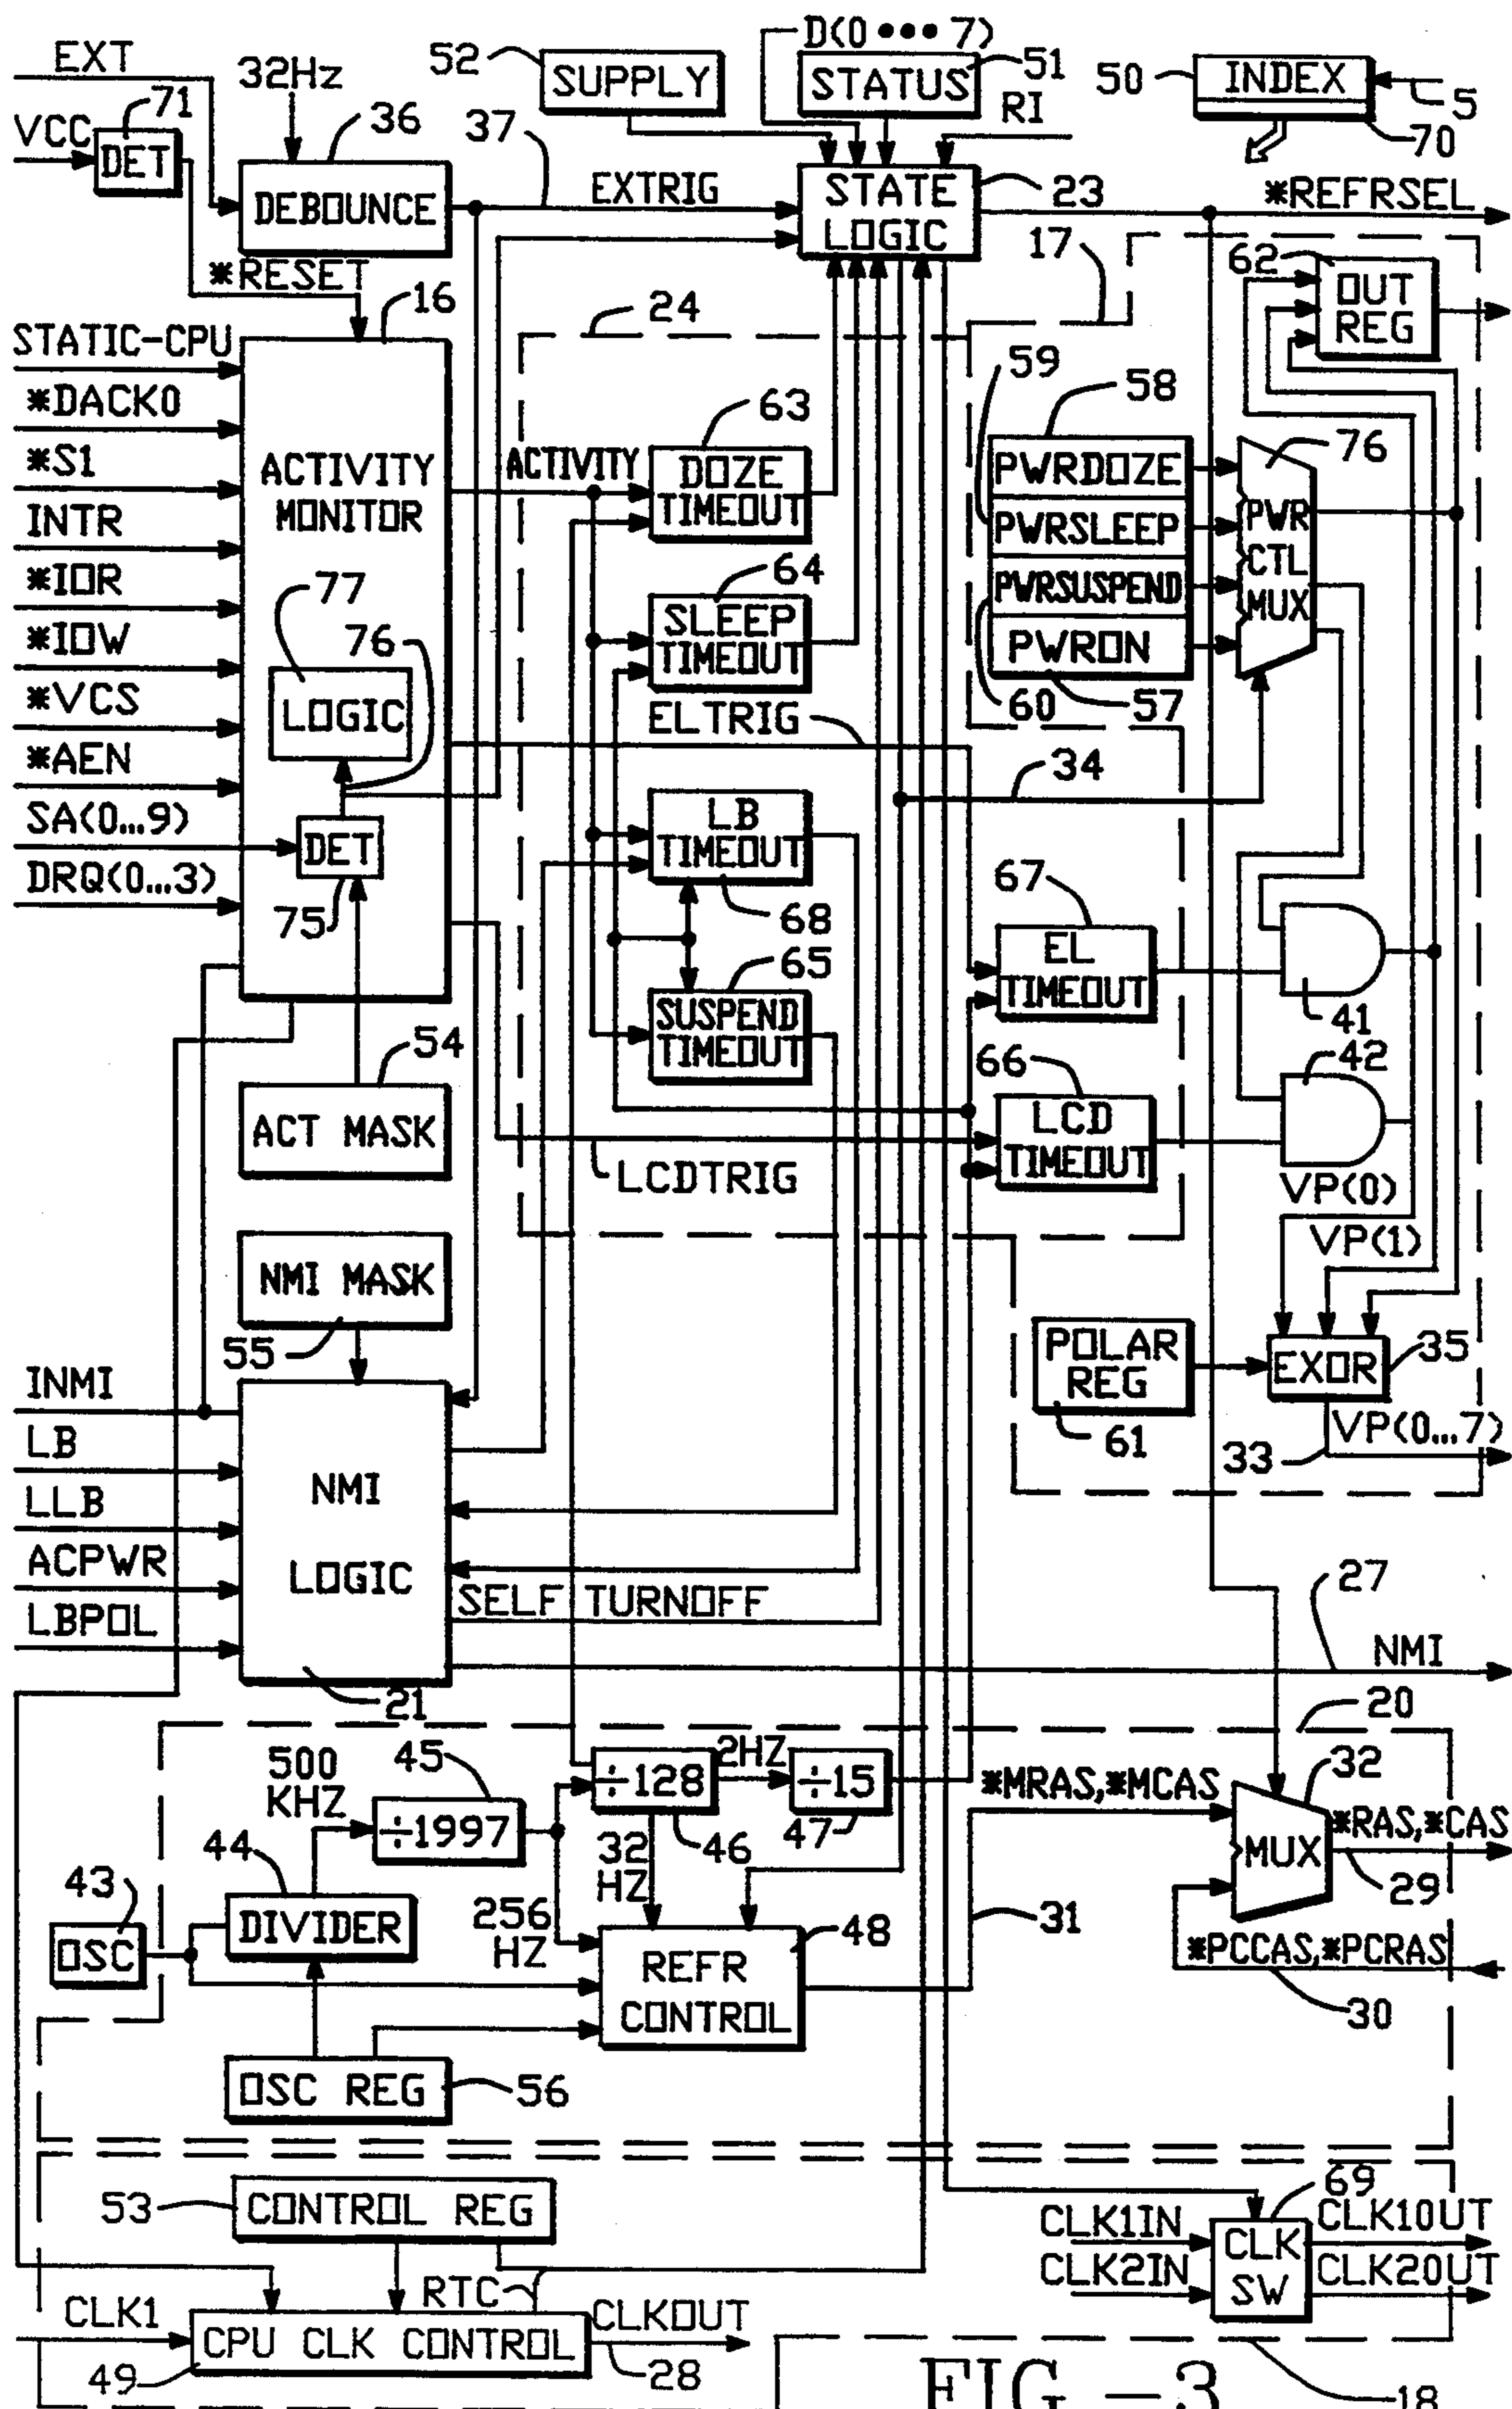 D(0 ••• 7)
EXT
32Hz
52
SUPPLY
STATUS
51
50
INDEX
5
71
VCC
DET
36
37
RI
70
DEBOUNCE
EXTRIG
STATE
LOGIC
23
*REFRSEL
*RESET
16
24
17
62
OUT
REG
STATIC-CPU
*DACK0
*S1
INTR
*IOR
*IOW
*VCS
*AEN
SA(0...9)
DRQ(0...3)
ACTIVITY
MONITOR
77
LOGIC
76
DET
75
ACTIVITY
63
DOZE
TIMEOUT
64
SLEEP
TIMEOUT
ELTRIG
LB
TIMEOUT
68
65
SUSPEND
TIMEOUT
59
58
PWRDOZE
PWRSLEEP
PWRSUSPEND
PWRON
60
57
76
PWR
CTL
MUX
34
67
EL
TIMEOUT
41
42
66
LCD
TIMEOUT
54
ACT MASK
LCDTRIG
VP(0)
VP(1)
NMI MASK
55
POLAR
REG
61
EXOR
35
VP(0...7)
33
INMI
LB
LLB
ACPWR
LBPOL
NMI
LOGIC
21
SELF TURNOFF
27
NMI
20
500
KHZ
45
÷1997
÷128
46
2HZ
÷15
47
*MRAS,*MCAS
32
MUX
*RAS,*CAS
29
43
OSC
44
DIVIDER
32
HZ
256
HZ
REFR
CONTROL
48
31
*PCCAS,*PCRAS
30
OSC REG
56
53
CONTROL REG
69
CLK1IN
CLK2IN
CLK
SW
CLK1OUT
CLK2OUT
RTC
CLK1
CPU CLK CONTROL
CLKOUT
49
28
FIG -3
18